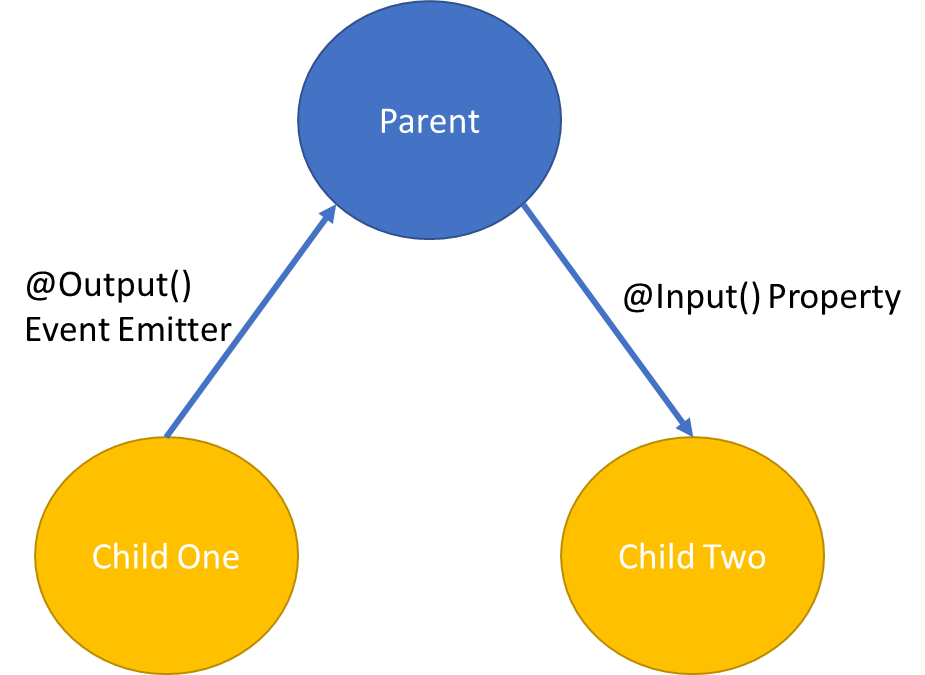 Parent
@Output()
Event Emitter
@Input() Property
Child One
Child Two